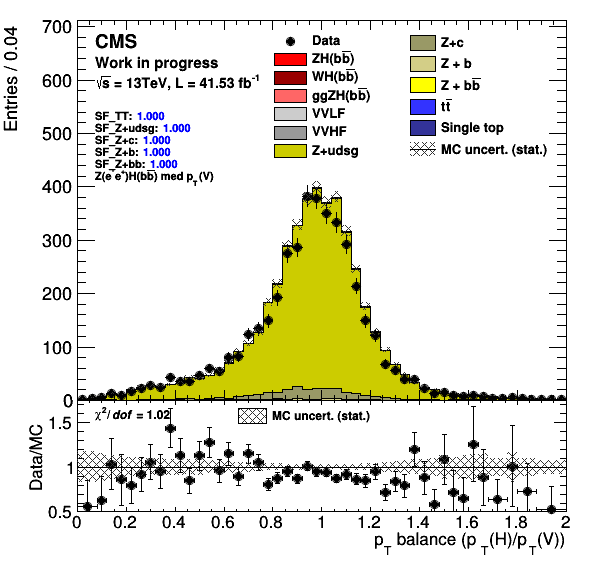 CMS
Work in progress
√s = 13TeV, L = 41.53 fb⁻¹
SF_TT: 1.000
SF_Z+udsg: 1.000
SF_Z+c: 1.000
SF_Z+b: 1.000
SF_Z+bb: 1.000
Z(e⁻e⁺)H(bb̅) med p_T(V)
Data
ZH(bb̅)
WH(bb̅)
ggZH(bb̅)
VVLF
VVHF
Z+udsg
Z+c
Z + b
Z + bb̅
tt̅
Single top
MC uncert. (stat.)
Entries / 0.04
700
600
500
400
300
200
100
0
χ²/dof = 1.02
MC uncert. (stat.)
Data/MC
1.5
1
0.5
0 0.2 0.4 0.6 0.8 1 1.2 1.4 1.6 1.8 2
p_T balance (p_T(H)/p_T(V))